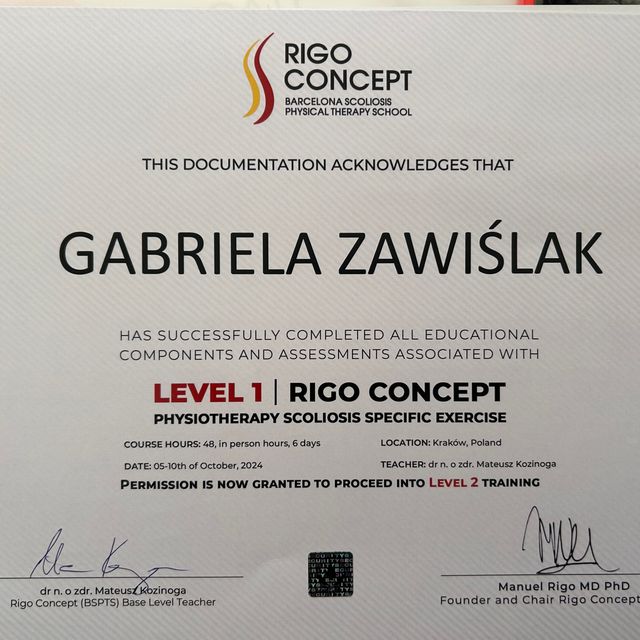 RIGO
CONCEPT
BARCELONA SCOLIOSIS
PHYSICAL THERAPY SCHOOL
THIS DOCUMENTATION ACKNOWLEDGES THAT
GABRIELA ZAWIŚLAK
HAS SUCCESSFULLY COMPLETED ALL EDUCATIONAL
COMPONENTS AND ASSESSMENTS ASSOCIATED WITH
LEVEL 1 | RIGO CONCEPT
PHYSIOTHERAPY SCOLIOSIS SPECIFIC EXERCISE
COURSE HOURS: 48, in person hours, 6 days
LOCATION: Kraków, Poland
DATE: 05-10th of October, 2024
TEACHER: dr n. o zdr. Mateusz Kozinoga
PERMISSION IS NOW GRANTED TO PROCEED INTO LEVEL 2 TRAINING
dr n. o zdr. Mateusz Kozinoga
Rigo Concept (BSPTS) Base Level Teacher
Manuel Rigo MD PhD
Founder and Chair Rigo Concept